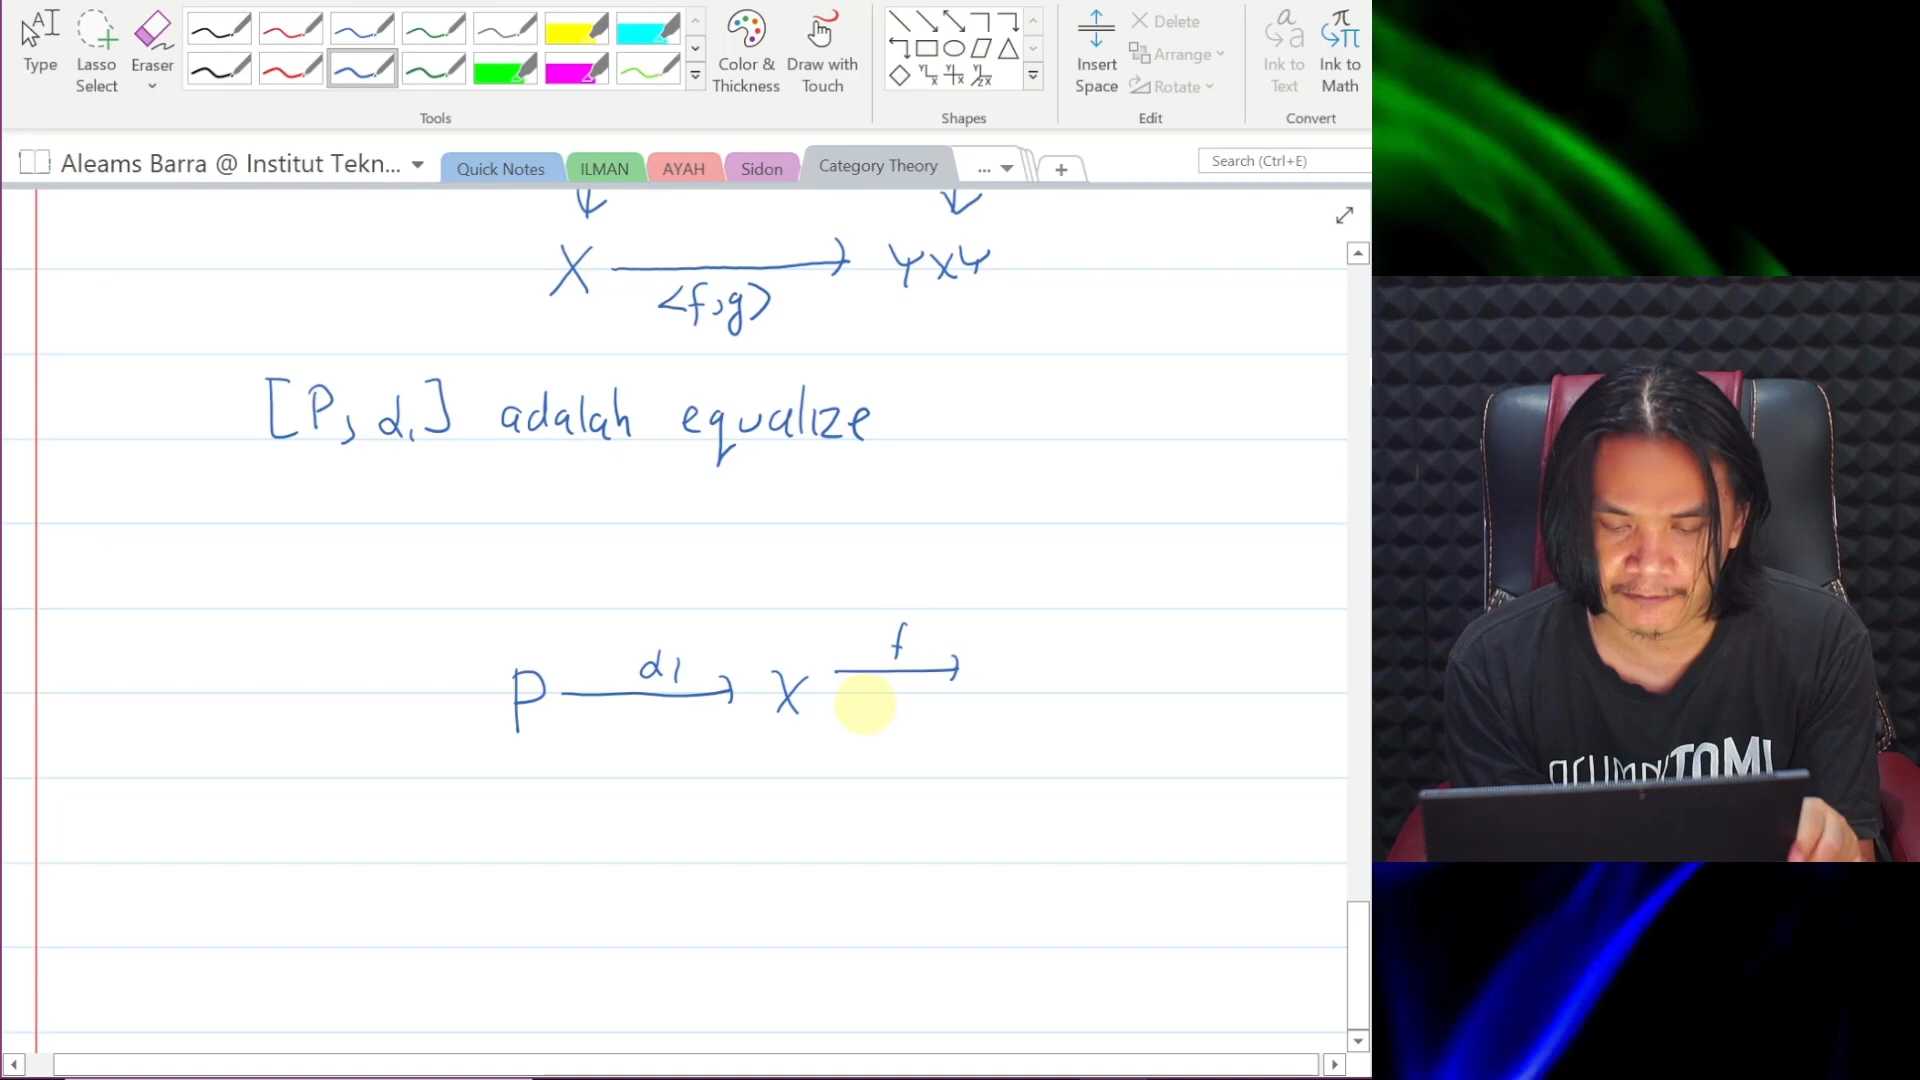 Type
Lasso Select
Eraser
Color & Thickness
Draw with Touch
Insert Space
Delete
Arrange
Rotate
Ink to Text
Ink to Math
Tools
Shapes
Edit
Convert
Aleams Barra @ Institut Tekn...
Quick Notes
ILMAN
AYAH
Sidon
Category Theory
...
Search (Ctrl+E)
X → Y×Y
<f,g>
[P, d₁] adalah equalize
P d₁ → X f →